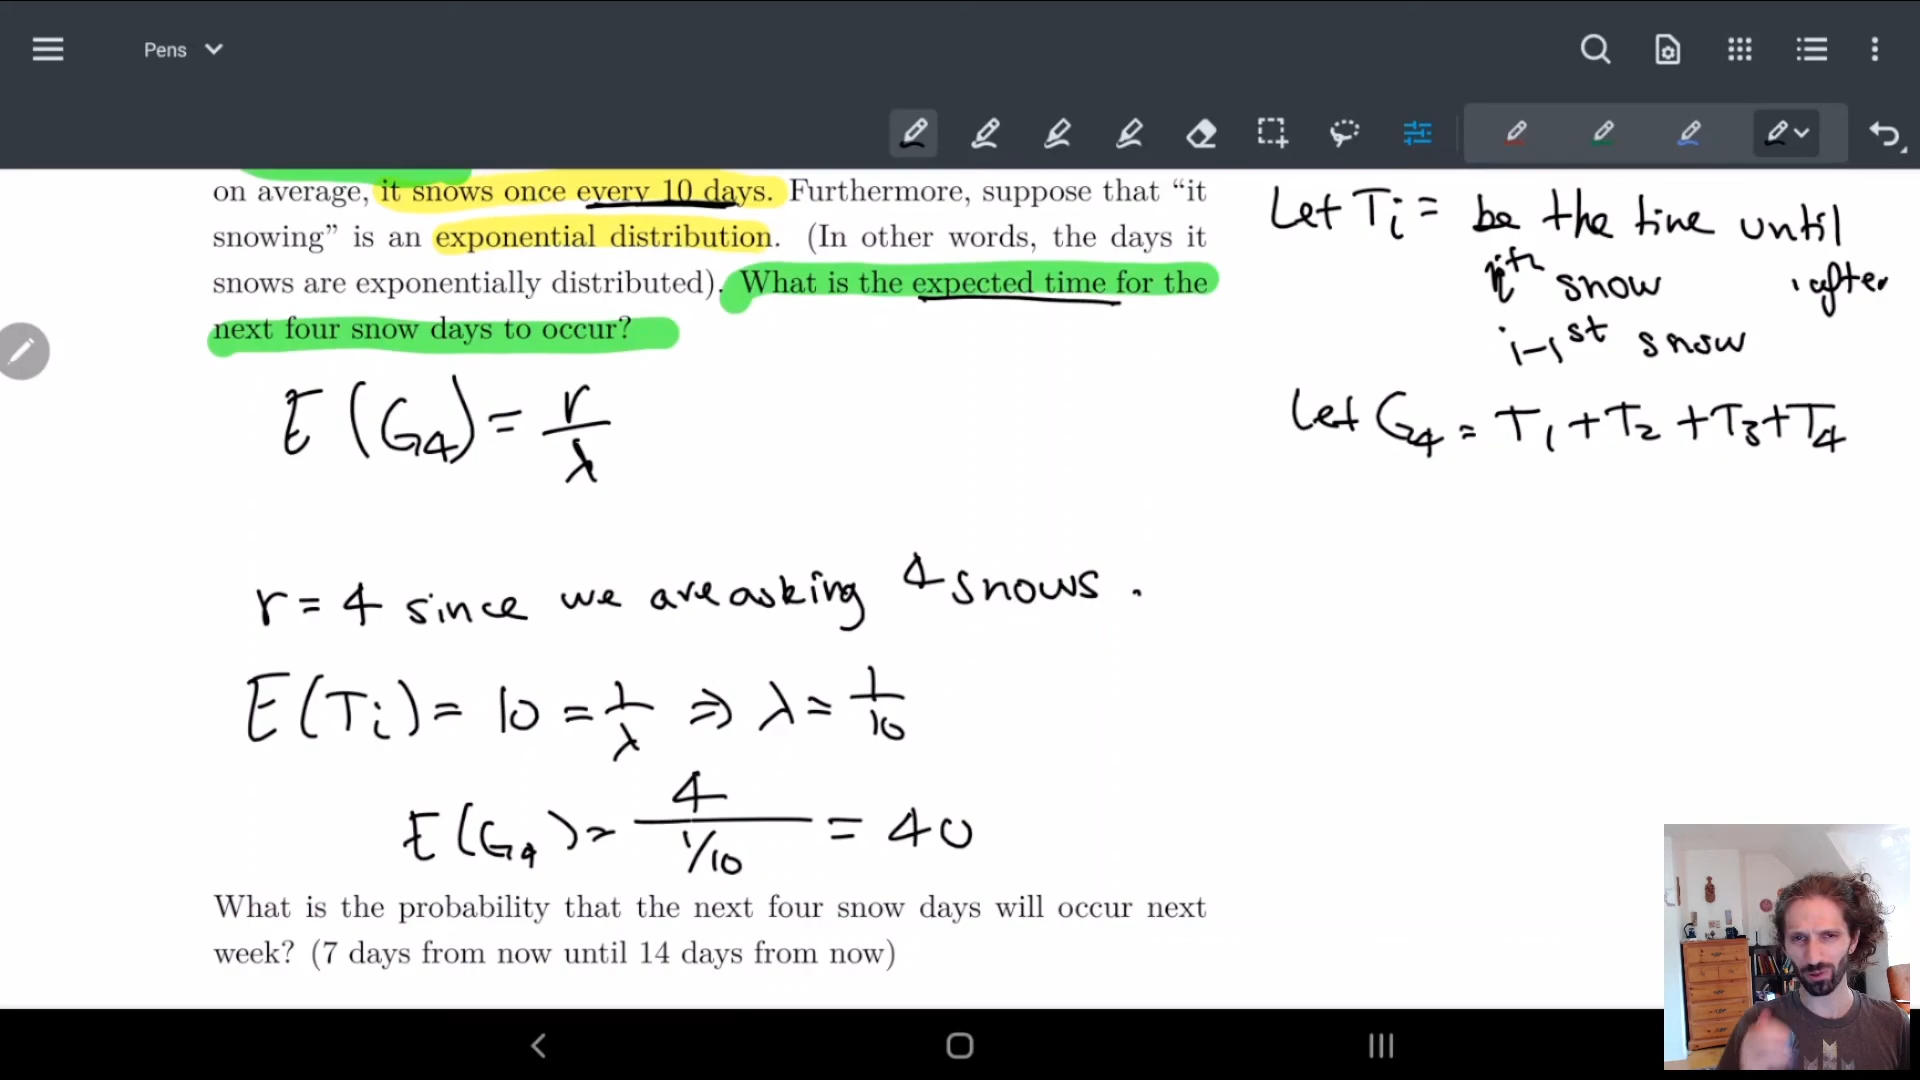 Pens
on average, it snows once every 10 days. Furthermore, suppose that “it
snowing” is an exponential distribution. (In other words, the days it
snows are exponentially distributed). What is the expected time for the
next four snow days to occur?
E(G4) = r/λ
r = 4 since we are asking 4 snows.
E(Ti) = 10 = 1/λ ⇒ λ = 1/10
E(G4) = 4/(1/10) = 40
What is the probability that the next four snow days will occur next
week? (7 days from now until 14 days from now)
Let Ti = be the time until
ith snow after
i-1st snow
Let G4 = T1 + T2 + T3 + T4